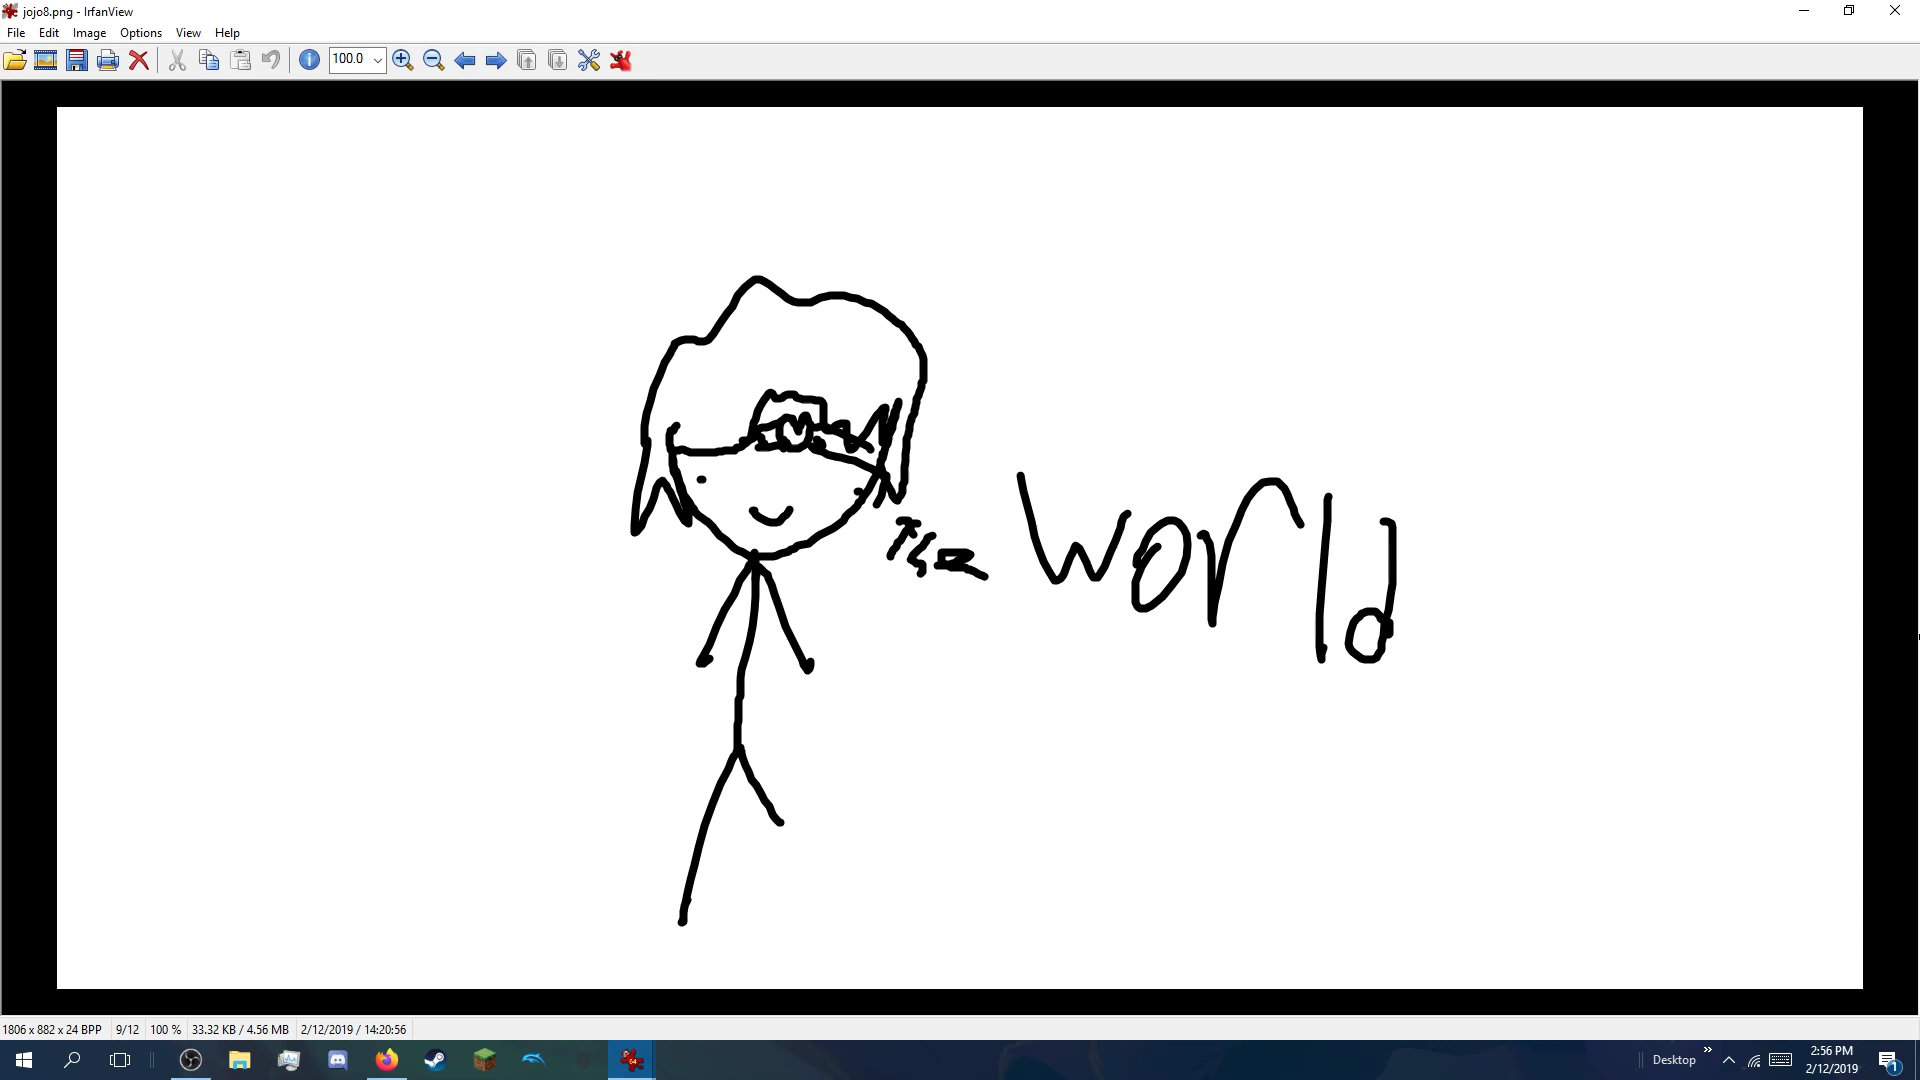 jojo8.png - IrfanView
File Edit Image Options View Help
100.0
the world
1806 x 882 x 24 BPP 9/12 100 % 33.32 KB / 4.56 MB 2/12/2019 / 14:20:56
Desktop
2:56 PM
2/12/2019
1